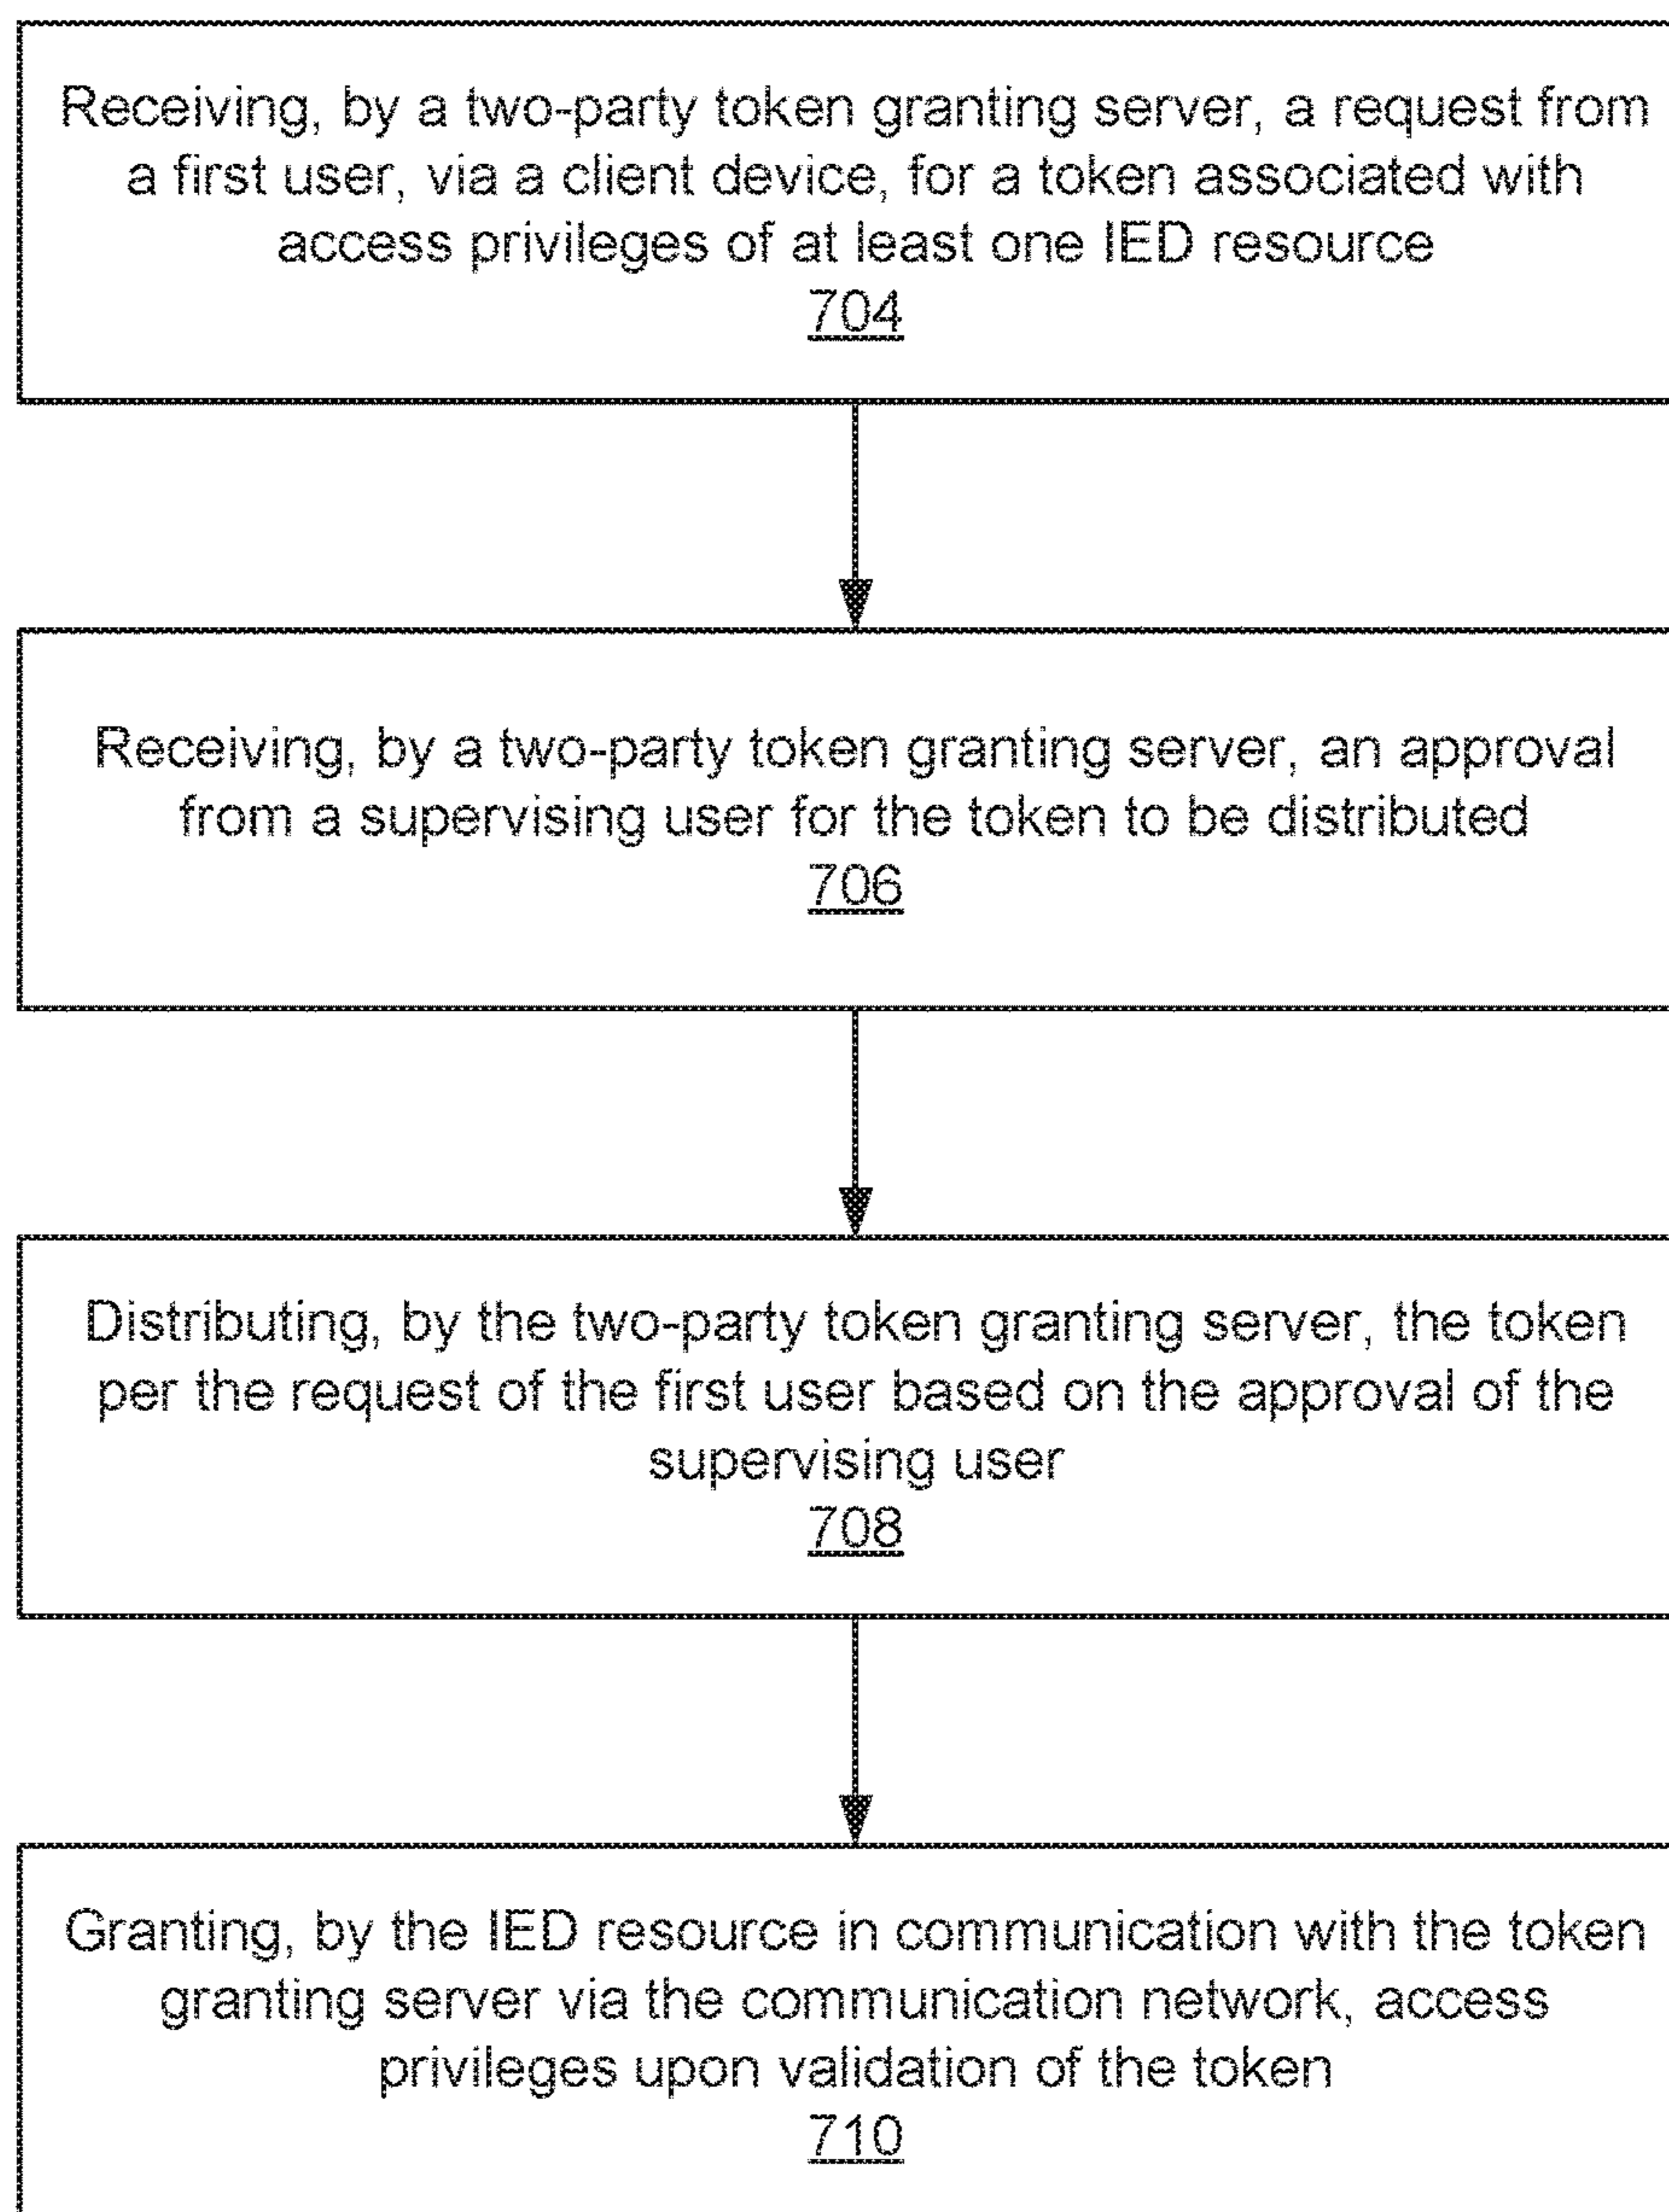 Receiving, by a two-party token granting server, a request from
a first user, via a client device, for a token associated with
access privileges of at least one IED resource
704
Receiving, by a two-party token granting server, an approval
from a supervising user for the token to be distributed
706
Distributing, by the two-party token granting server, the token
per the request of the first user based on the approval of the
supervising user
708
Granting, by the IED resource in communication with the token
granting server via the communication network, access
privileges upon validation of the token
710